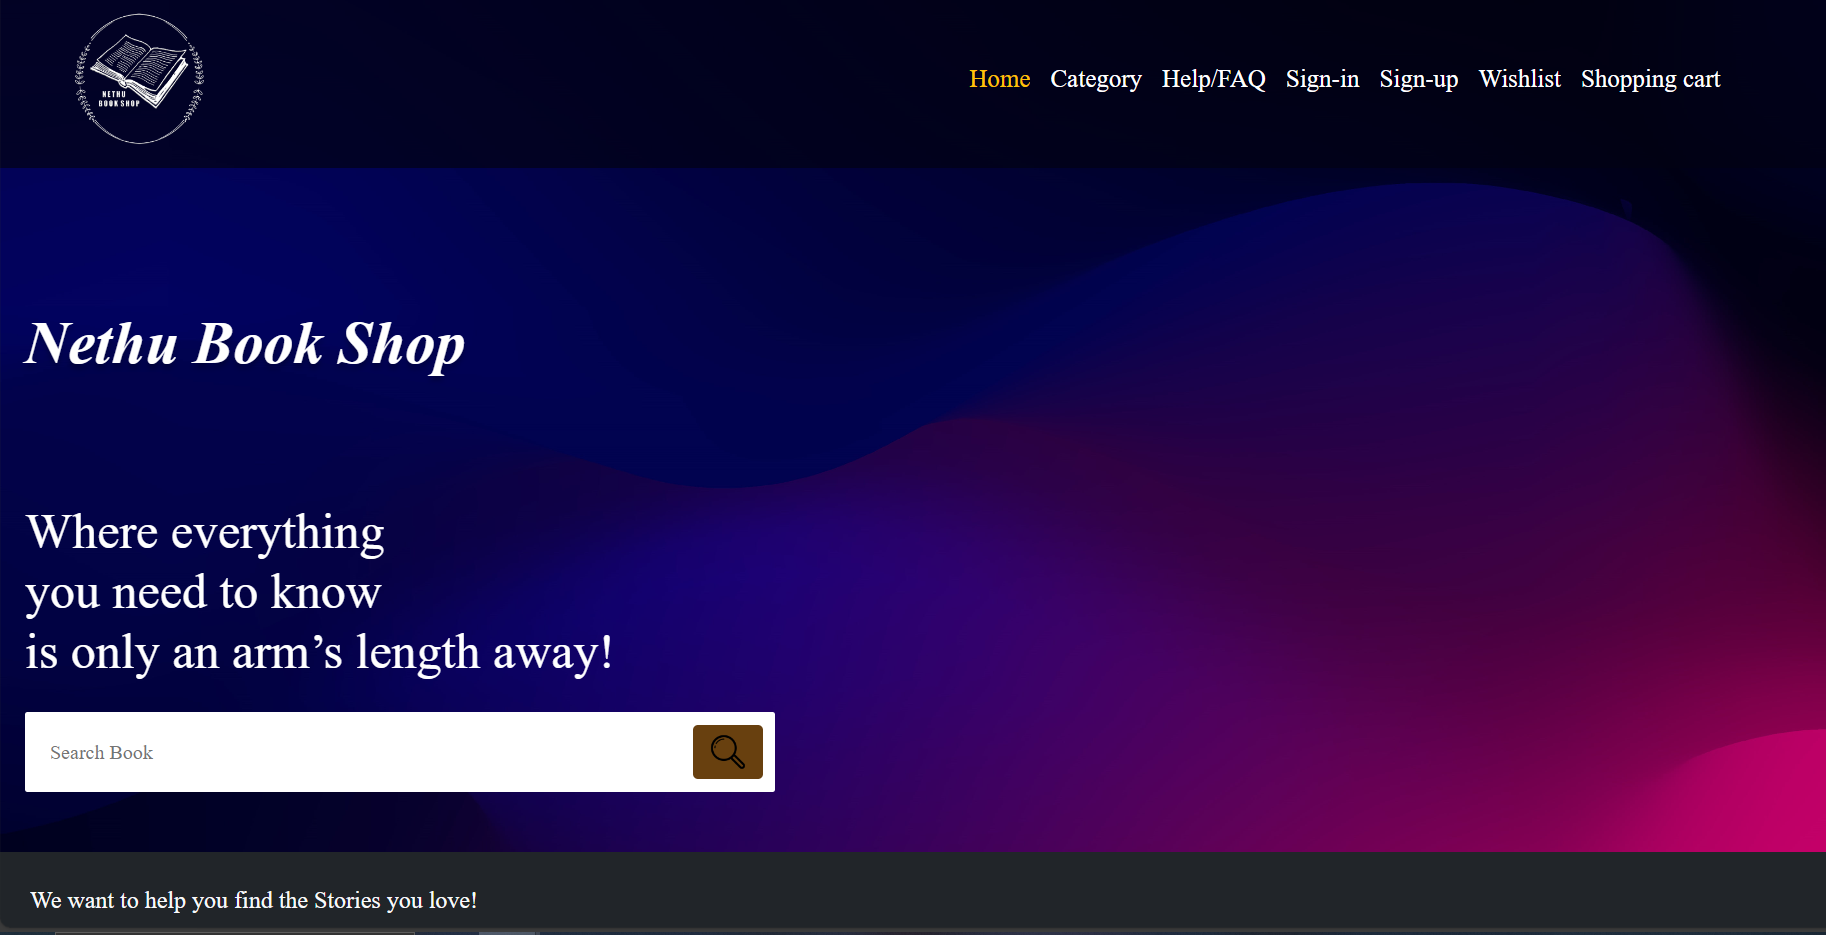 NETHU
BOOK SHOP
Home Category Help/FAQ Sign-in Sign-up Wishlist Shopping cart
Nethu Book Shop
Where everything
you need to know
is only an arm’s length away!
Search Book
We want to help you find the Stories you love!